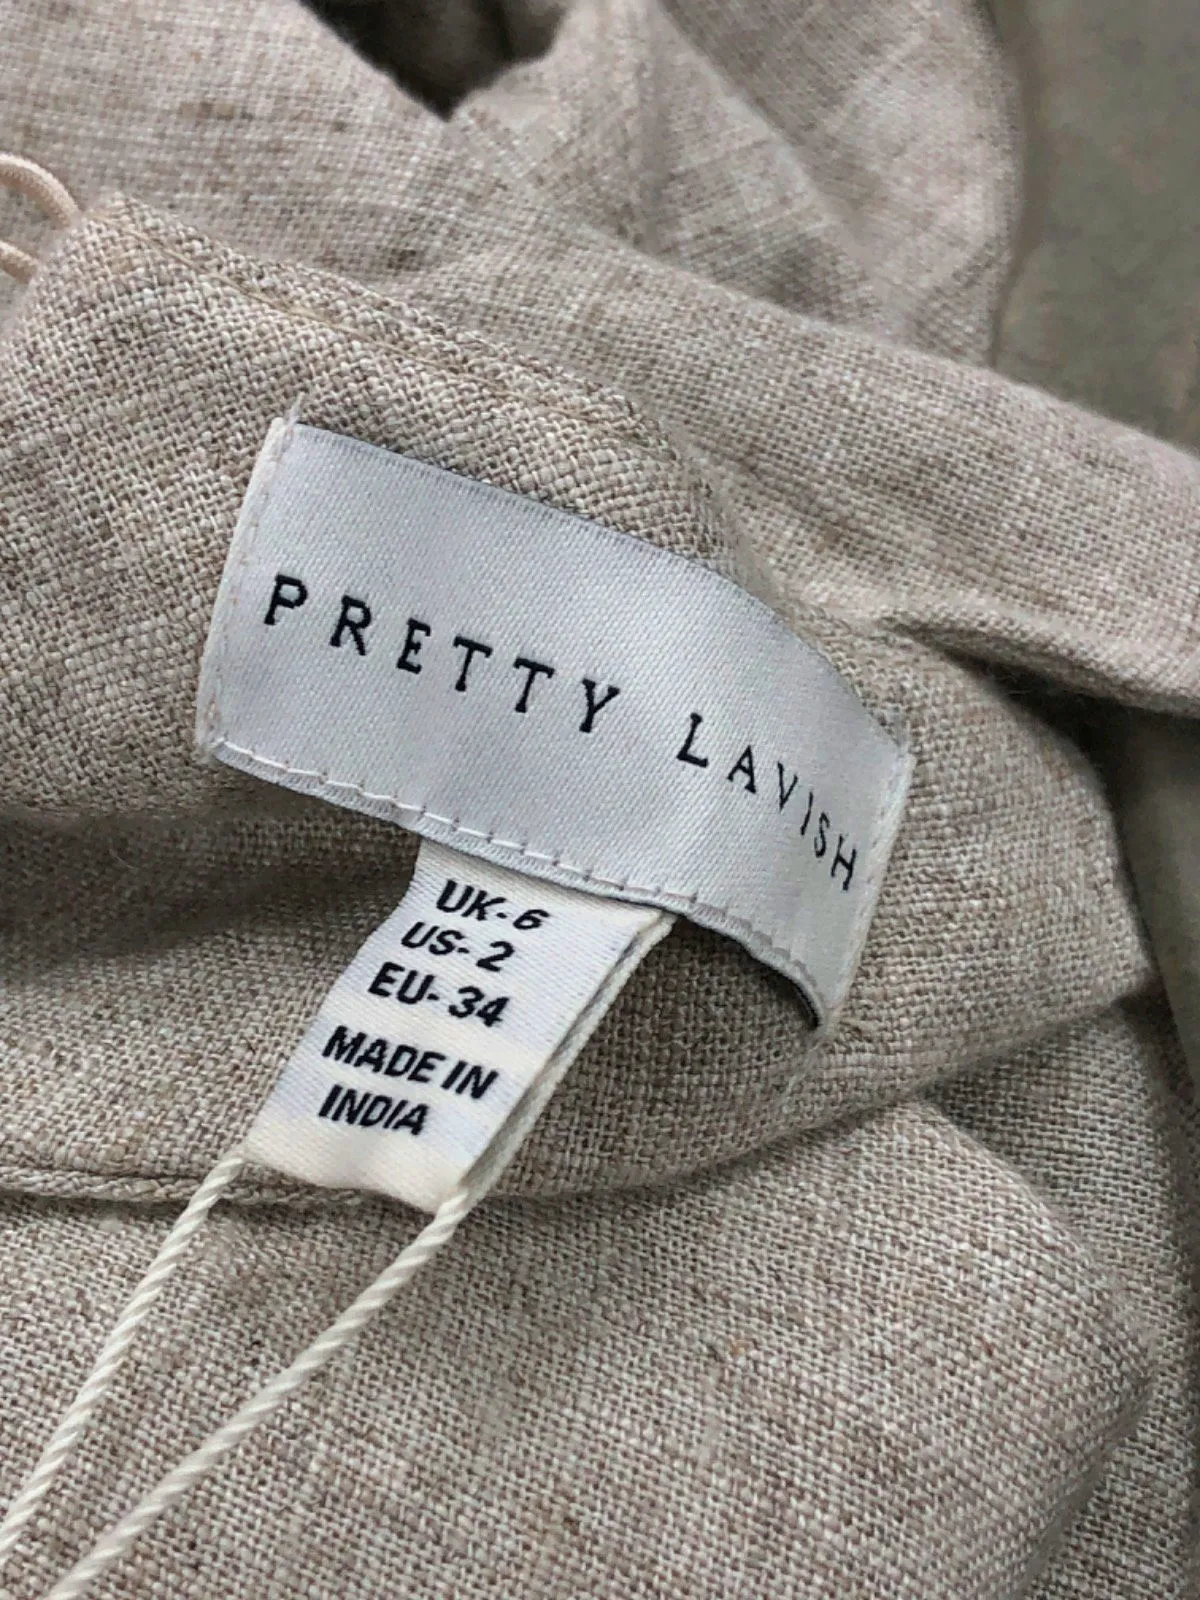 PRETTY LAVISH
UK-6
US-2
EU-34
MADE IN
INDIA